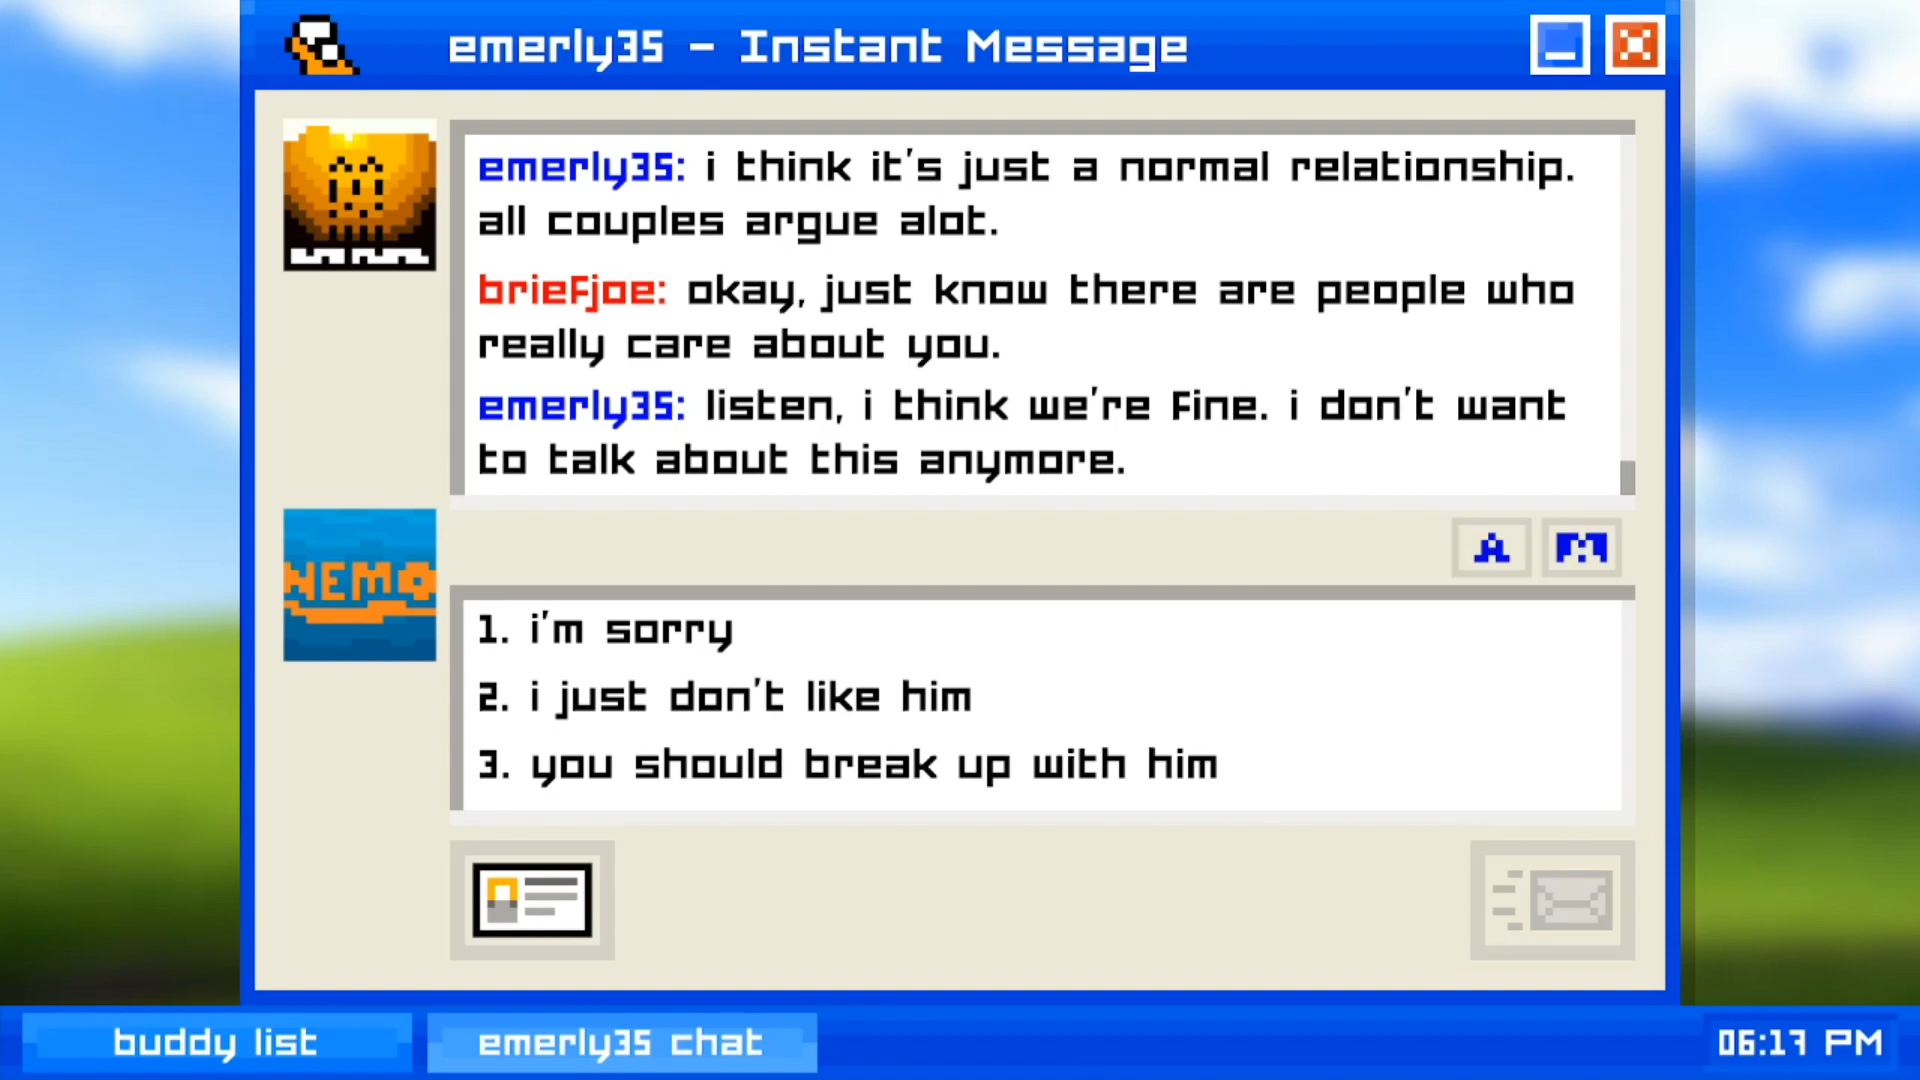 emerly35 - Instant Message
emerly35: i think it's just a normal relationship.
all couples argue alot.
briefjoe: okay, just know there are people who
really care about you.
emerly35: listen, i think we're fine. i don't want
to talk about this anymore.
NEMO
A
1. i'm sorry
2. i just don't like him
3. you should break up with him
buddy list
emerly35 chat
06:17 PM